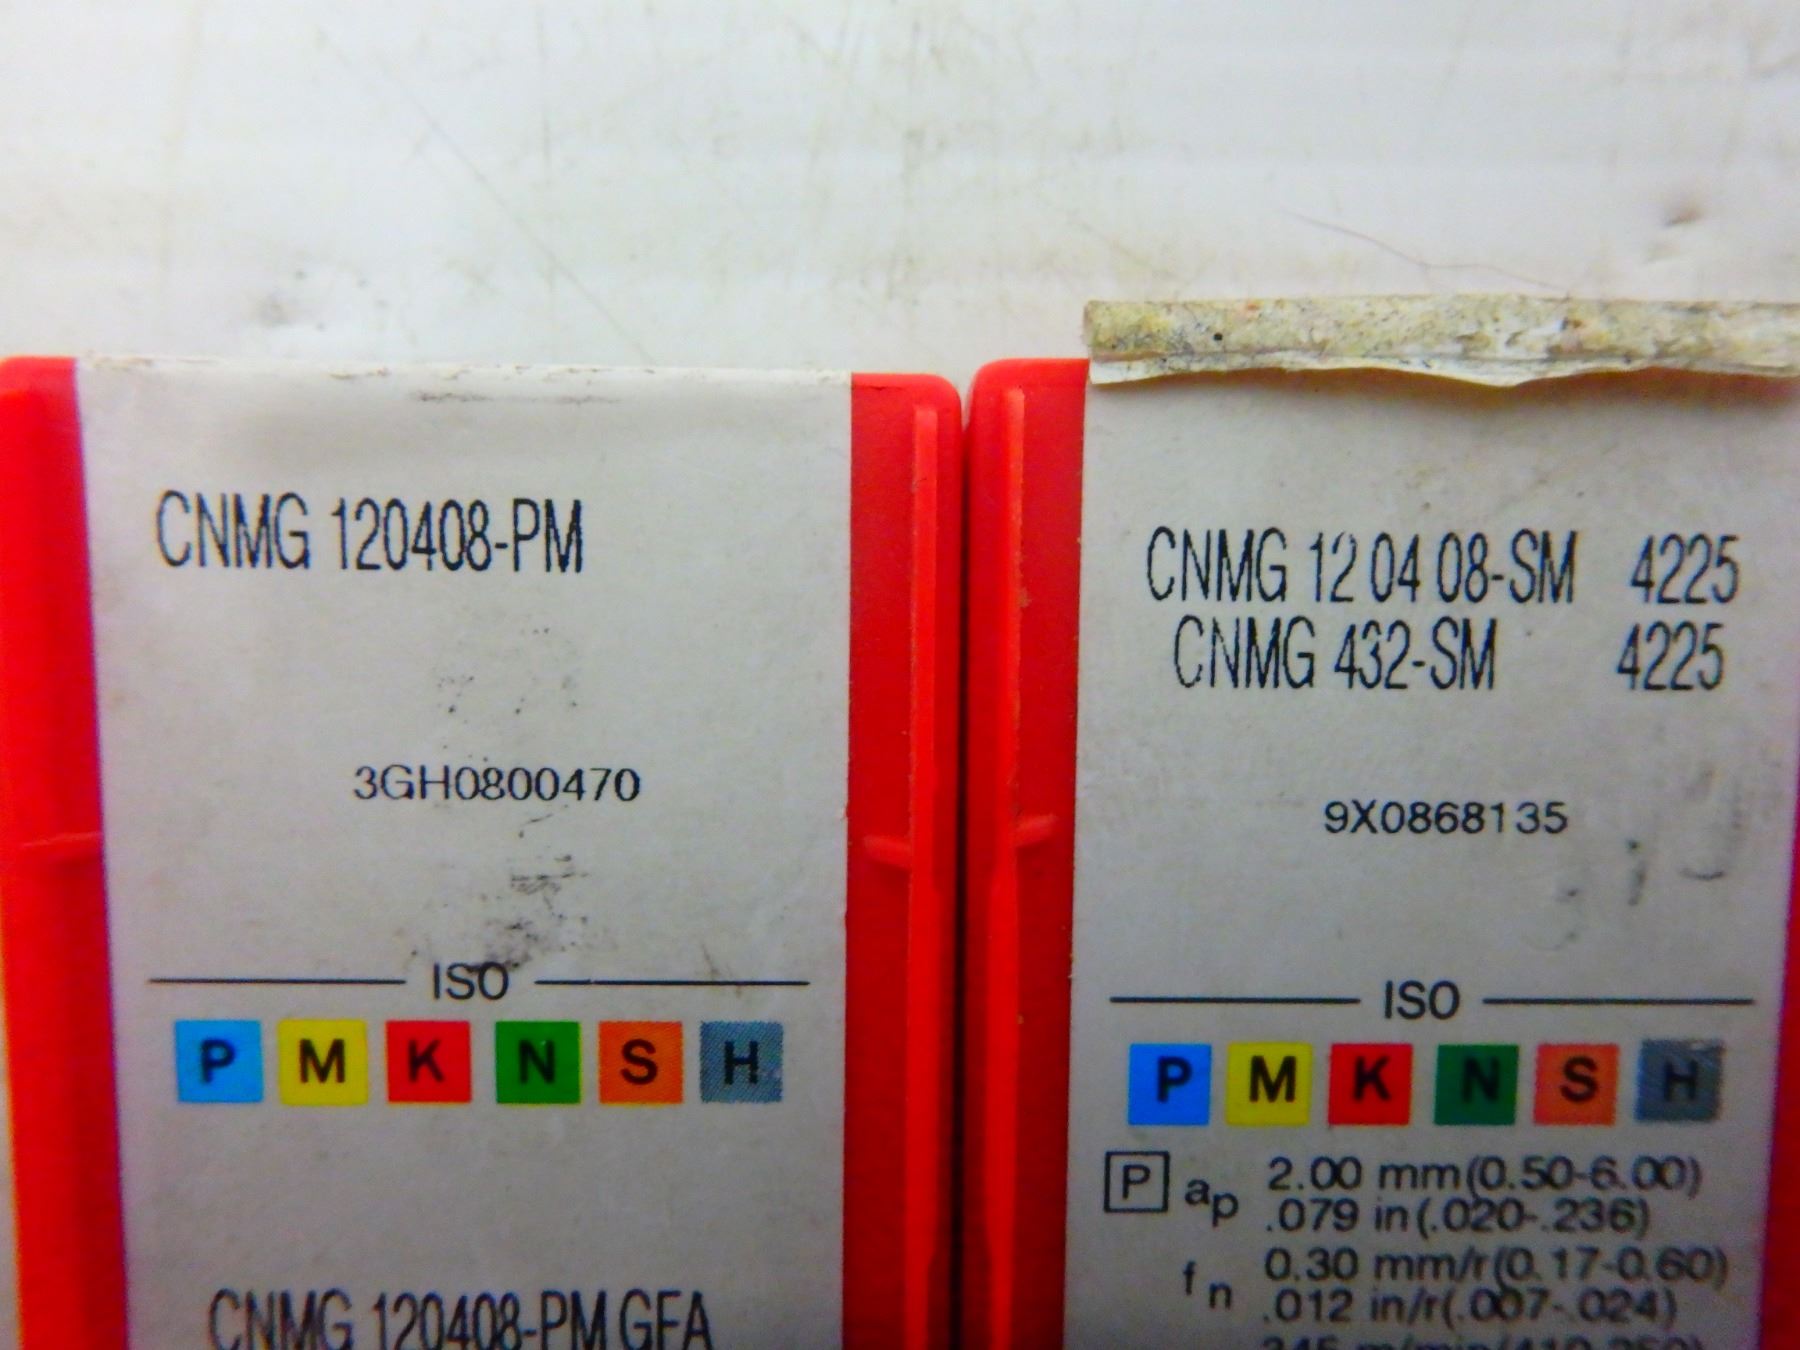 CNMG 120408-PM
3GH0800470
ISO
P M K N S H
CNMG 120408-PM GFA
CNMG 12 04 08-SM 4225
CNMG 432-SM 4225
9X0868135
ISO
P M K N S H
P ap 2.00 mm(0.50-6.00)
.079 in(.020-.236)
fn 0.30 mm/r(0.17-0.60)
.012 in/r(.007-.024)